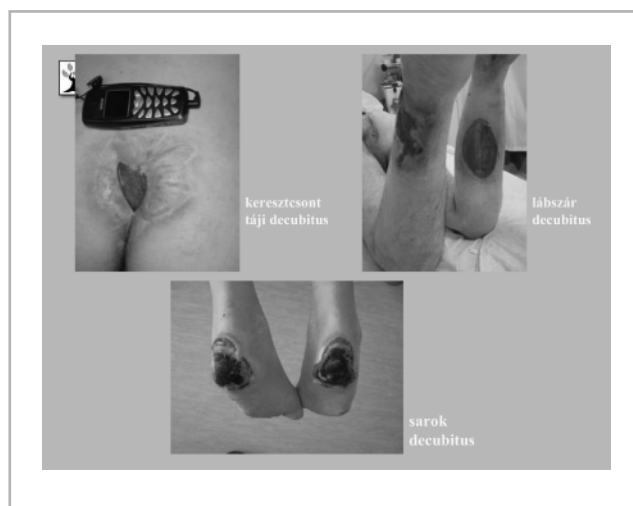 keresztcsont
táji decubitus
lábszár
decubitus
sarok
decubitus